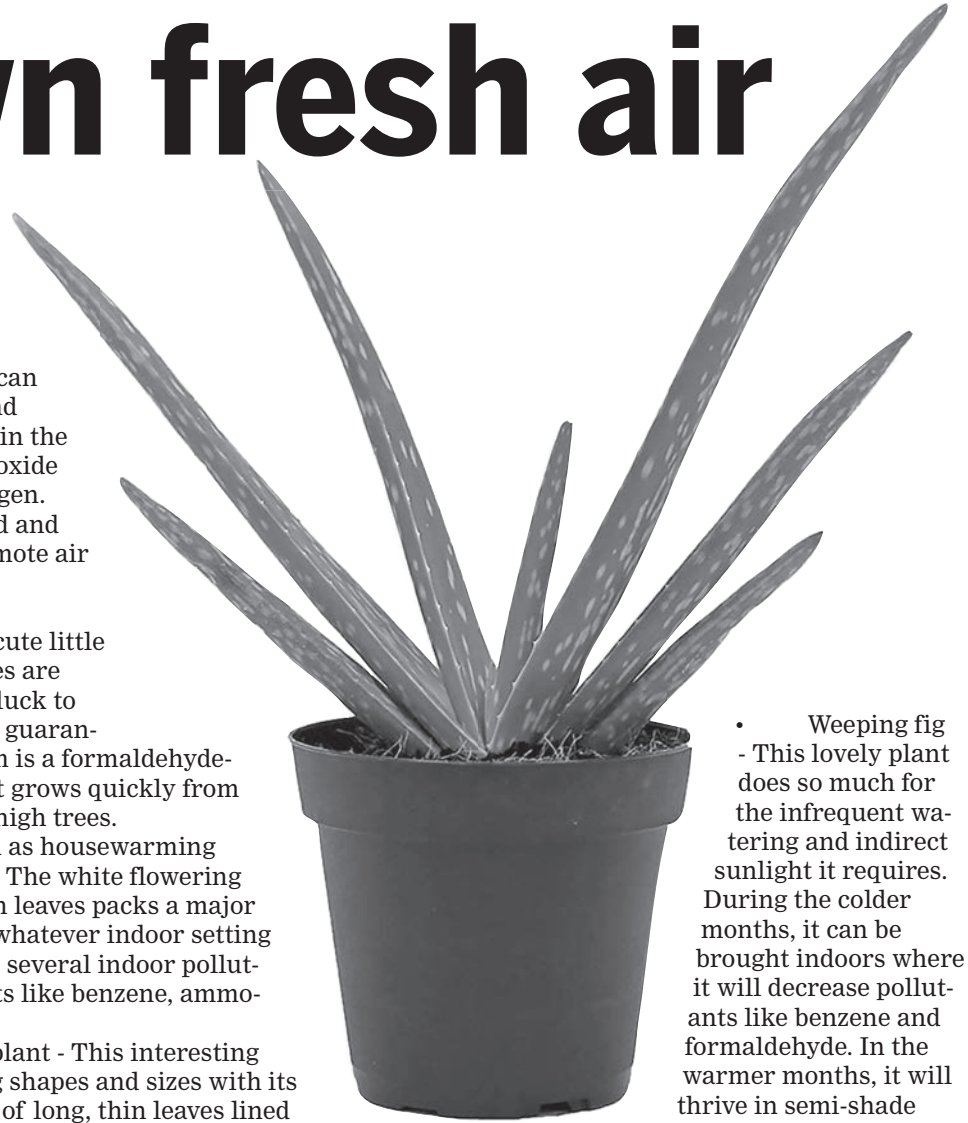 n fresh air
can
in the
oxide
gen.
d and
mote air
cute little
es are
luck to
guaran-
n is a formaldehyde-
t grows quickly from
high trees.
as housewarming
The white flowering
n leaves packs a major
whatever indoor setting
several indoor pollut-
ts like benzene, ammo-
plant - This interesting
g shapes and sizes with its
of long, thin leaves lined
• Weeping fig
- This lovely plant
does so much for
the infrequent wa-
tering and indirect
sunlight it requires.
During the colder
months, it can be
brought indoors where
it will decrease pollut-
ants like benzene and
formaldehyde. In the
warmer months, it will
thrive in semi-shade